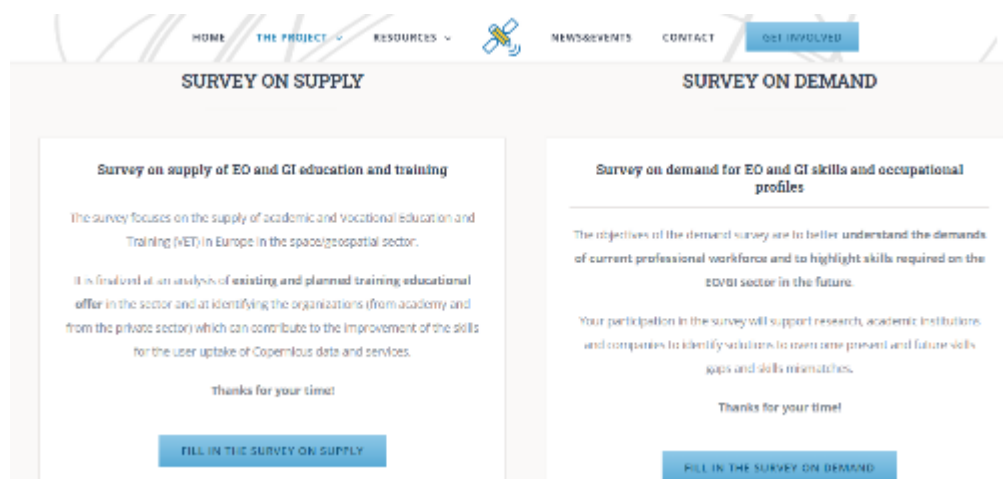 HOME THE PROJECT RESOURCES NEWS&EVENTS CONTACT GET INVOLVED
SURVEY ON SUPPLY
Survey on supply of EO and GI education and training
The survey focuses on the supply of academic and Vocational Education and
Training (VET) in Europe in the space/geospatial sector.
It is finalized at an analysis of existing and planned training educational
offer in the sector and at identifying the organizations (from academy and
from the private sector) which can contribute to the improvement of the skills
for the user uptake of Copernicus data and services.
Thanks for your time!
FILL IN THE SURVEY ON SUPPLY
SURVEY ON DEMAND
Survey on demand for EO and GI skills and occupational
profiles
The objectives of the demand survey are to better understand the demands
of current professional workforce and to highlight skills required on the
EO/GI sector in the future.
Your participation in the survey will support research, academic institutions
and companies to identify solutions to overcome present and future skills
gaps and skills mismatches.
Thanks for your time!
FILL IN THE SURVEY ON DEMAND